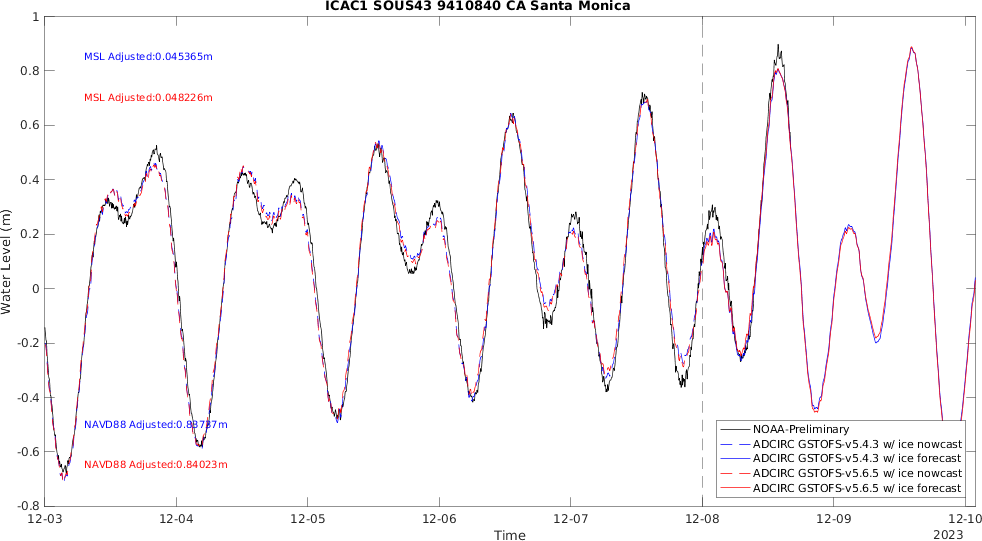 ICAC1 SOUS43 9410840 CA Santa Monica
1
0.8
0.6
0.4
0.2
0
-0.2
-0.4
-0.6
-0.8
Water Level (m)
MSL Adjusted:0.045365m
MSL Adjusted:0.048226m
NAVD88 Adjusted:0.83737m
NAVD88 Adjusted:0.84023m
NOAA-Preliminary
ADCIRC GSTOFS-v5.4.3 w/ ice nowcast
ADCIRC GSTOFS-v5.4.3 w/ ice forecast
ADCIRC GSTOFS-v5.6.5 w/ ice nowcast
ADCIRC GSTOFS-v5.6.5 w/ ice forecast
12-03 12-04 12-05 12-06 12-07 12-08 12-09 12-10
Time
2023